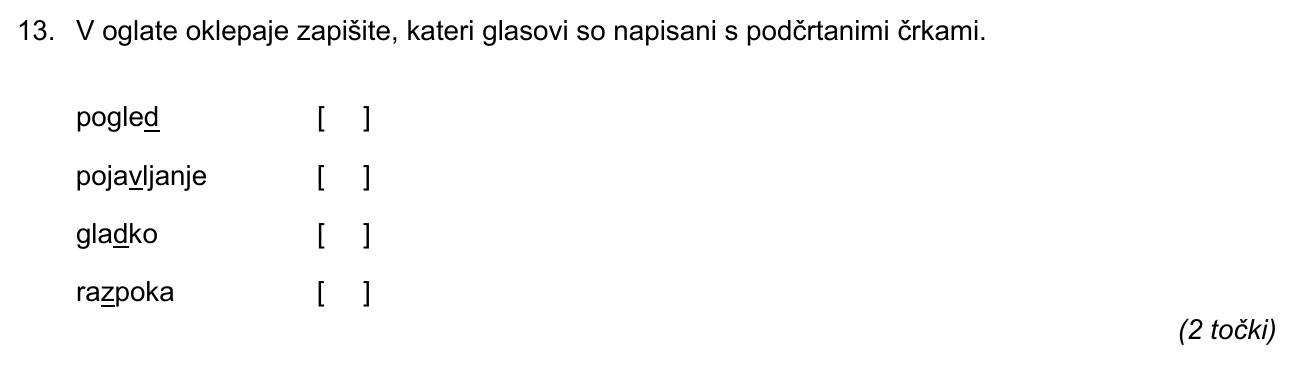 13. V oglate oklepaje zapišite, kateri glasovi so napisani s podčrtanimi črkami.
pogled [ ]
pojavljanje [ ]
gladko [ ]
razpoka [ ]
(2 točki)